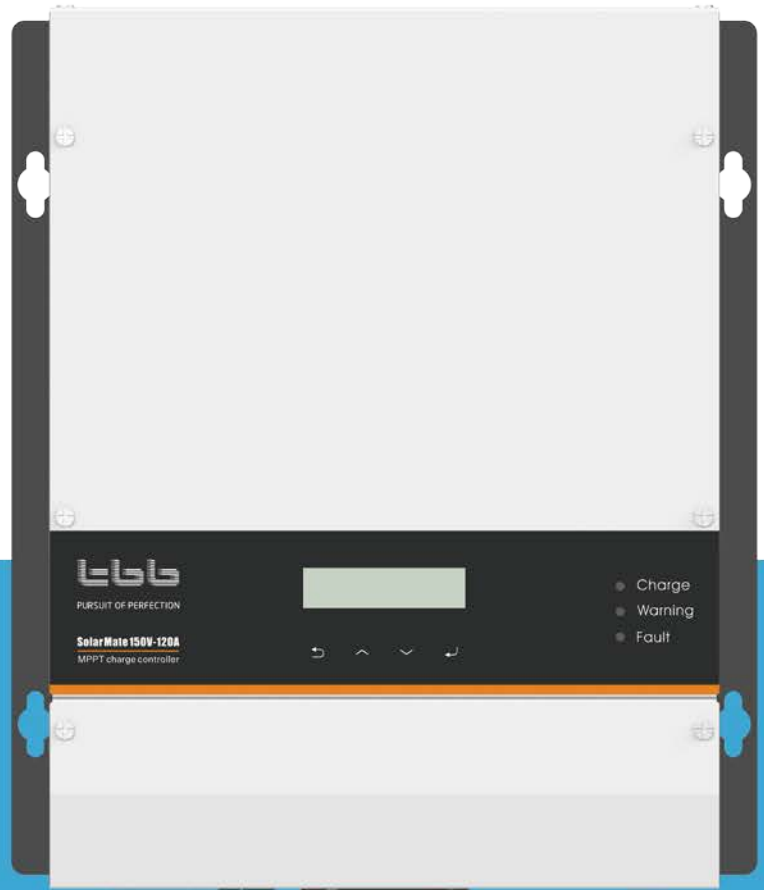 tbb
PURSUIT OF PERFECTION
SolarMate 150V-120A
MPPT charge controller
Charge
Warning
Fault